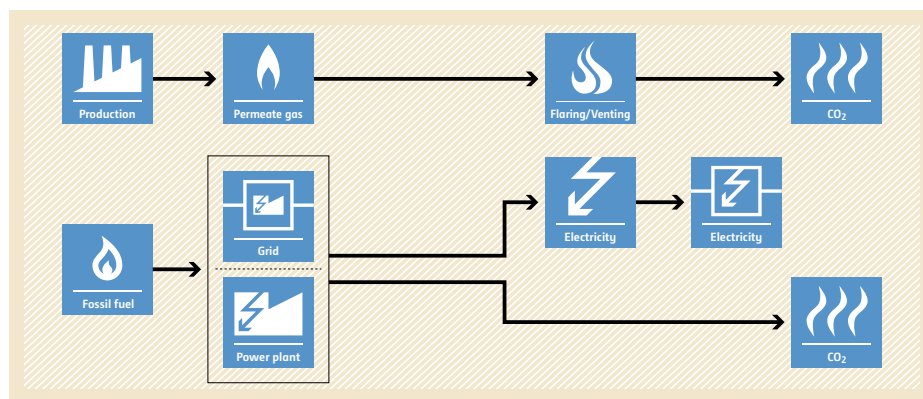 Production
Permeate gas
Flaring/Venting
CO₂
Grid
Electricity
Electricity
Fossil fuel
Power plant
CO₂